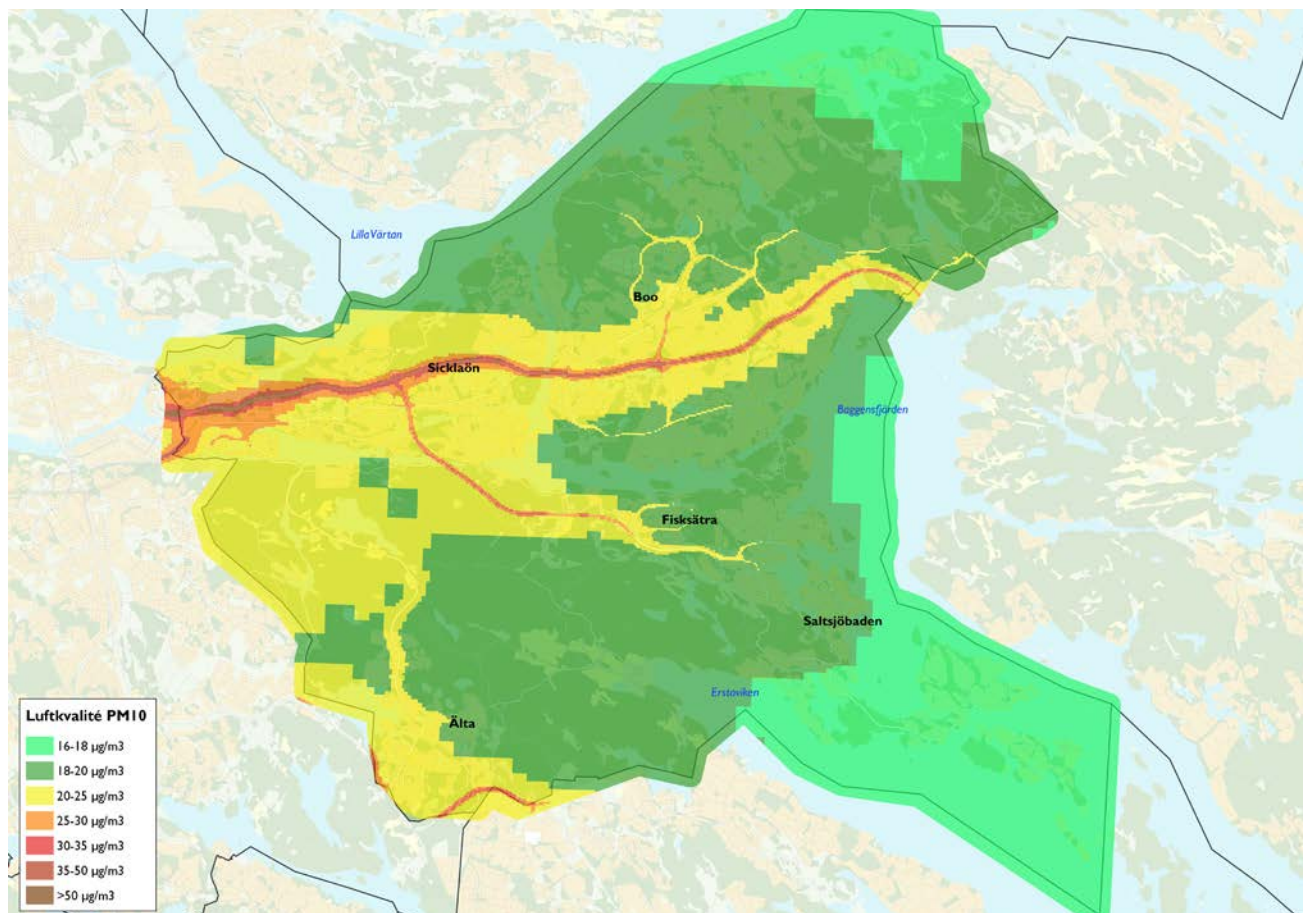 Lilla Värtan
Boo
Sicklaön
Baggensfjärden
Fisksätra
Saltsjöbaden
Erstaviken
Älta
Luftkvalité PM10
16-18 µg/m3
18-20 µg/m3
20-25 µg/m3
25-30 µg/m3
30-35 µg/m3
35-50 µg/m3
>50 µg/m3